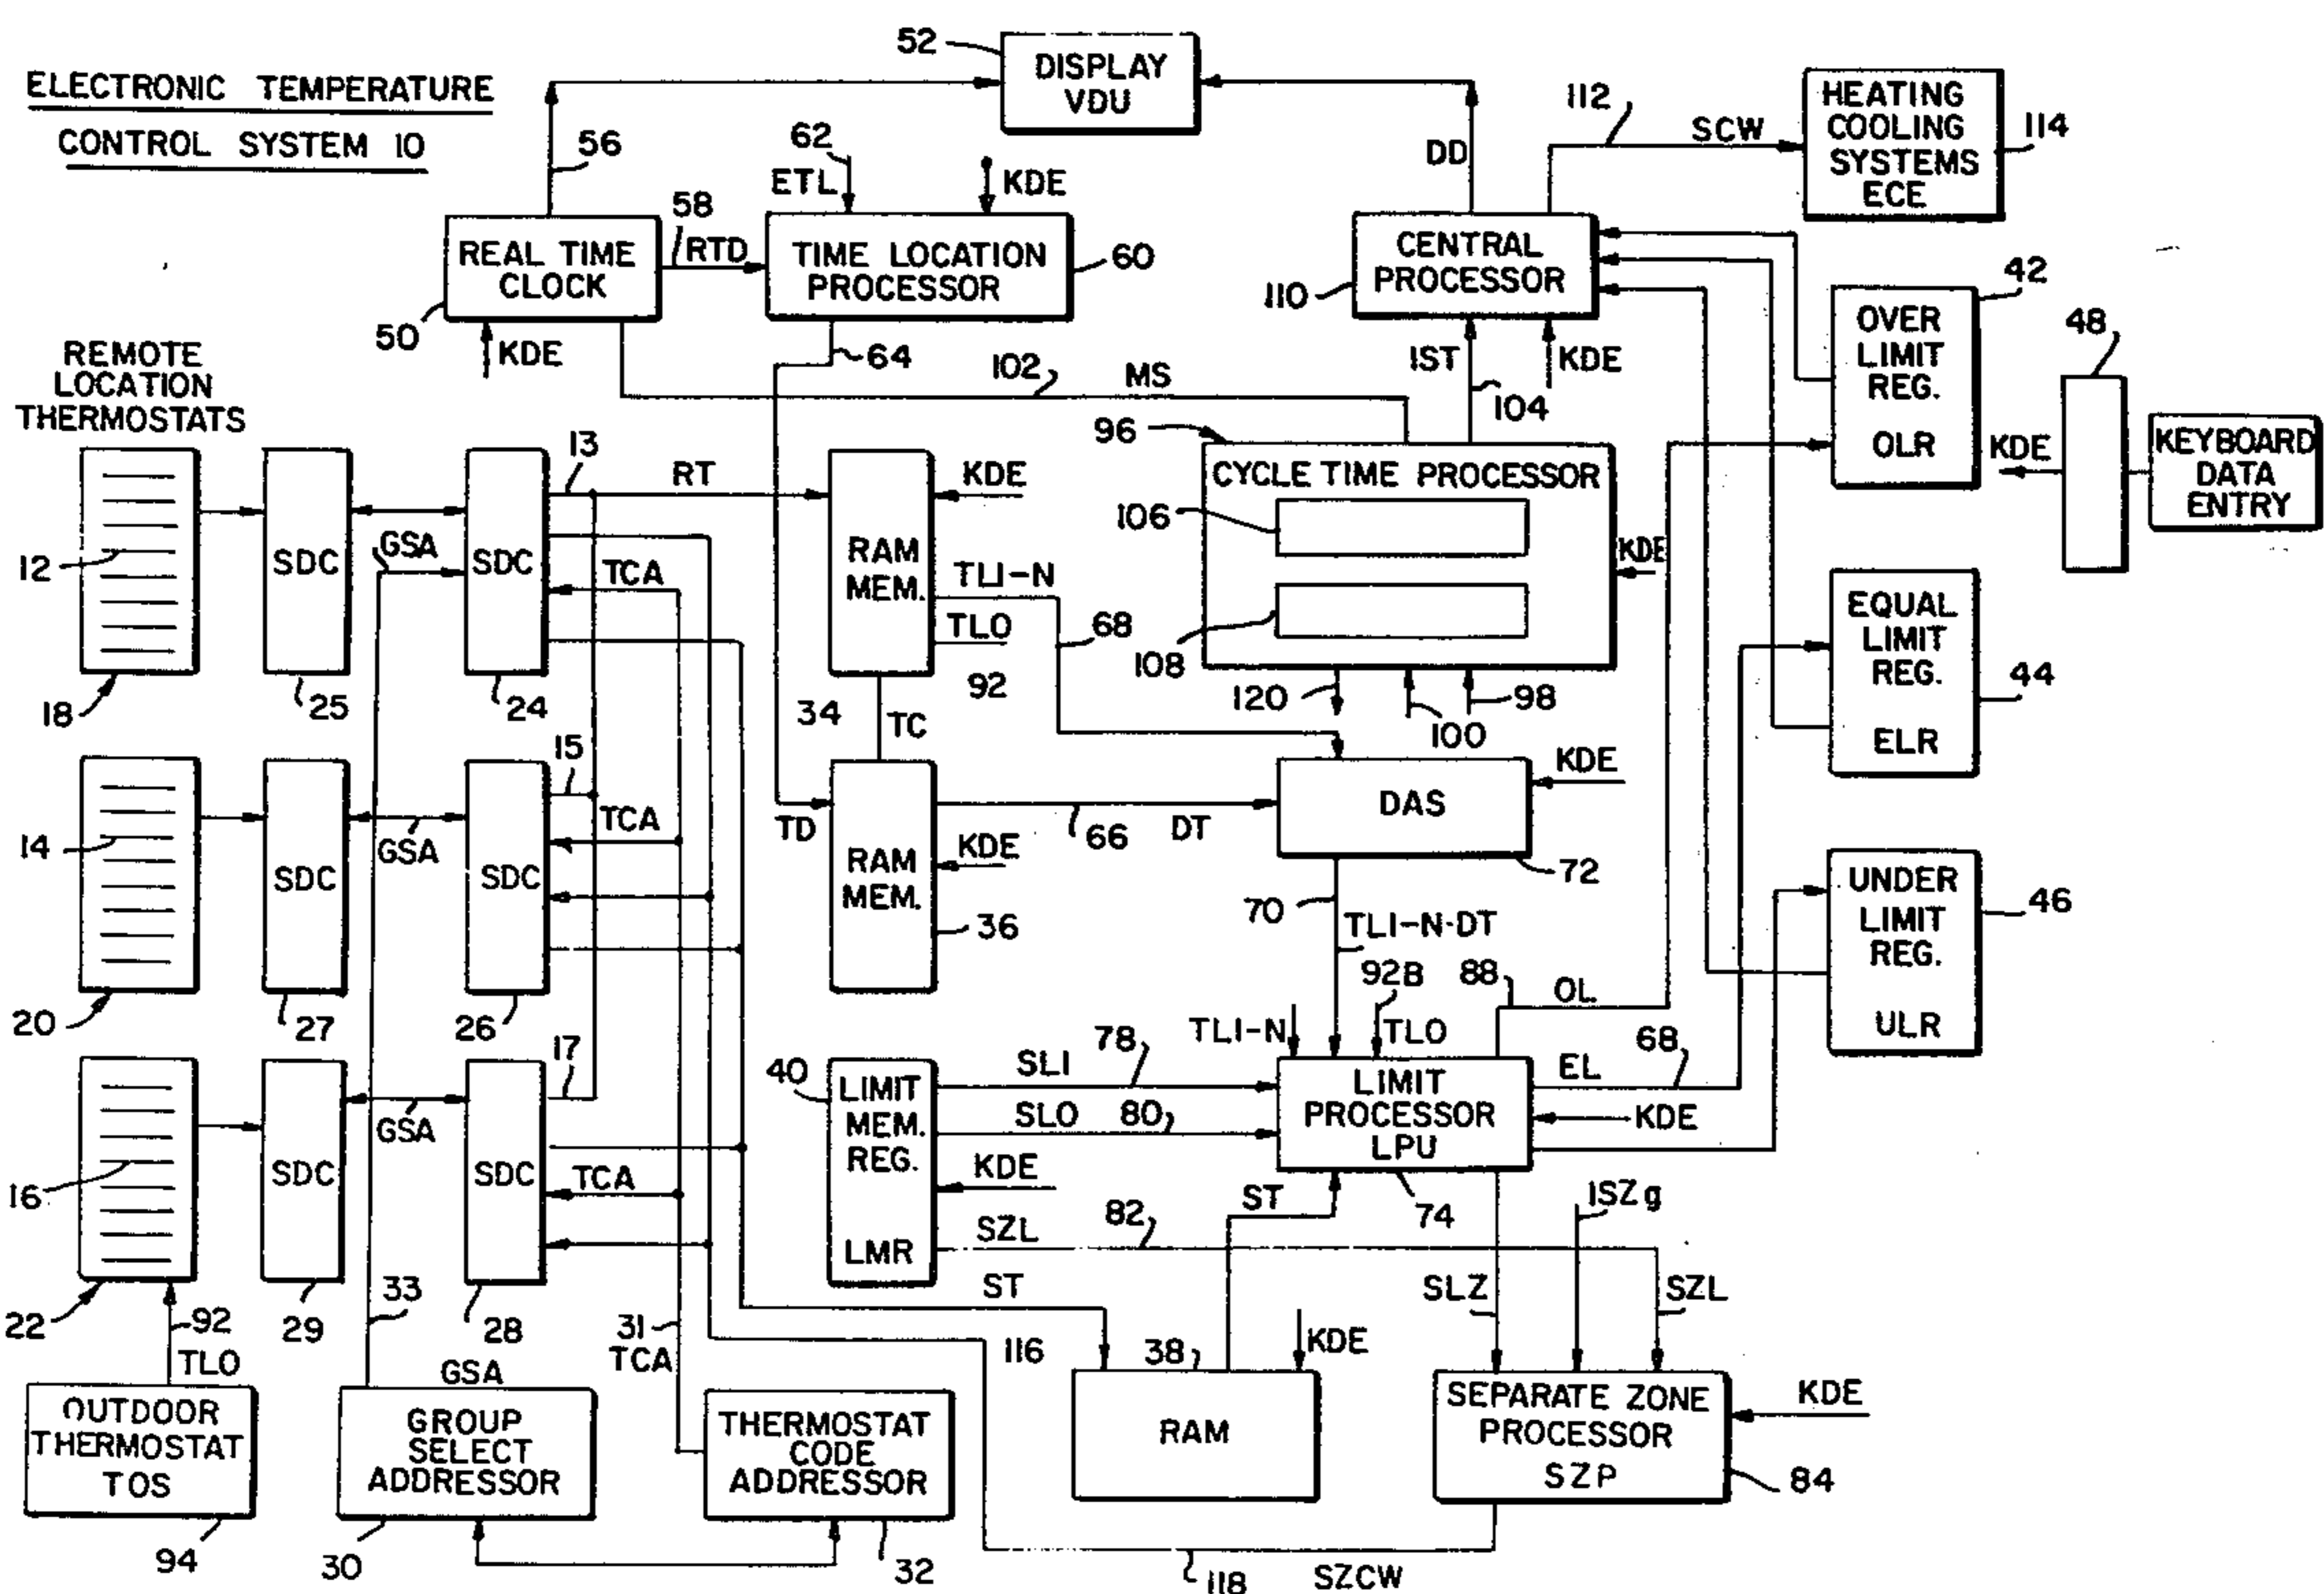 ELECTRONIC TEMPERATURE
CONTROL SYSTEM 10
52
DISPLAY
VDU
56
62
ETL
KDE
DD
112
SCW
HEATING
COOLING
SYSTEMS
ECE
114
REAL TIME
CLOCK
50
KDE
58
RTD
TIME LOCATION
PROCESSOR
60
64
CENTRAL
PROCESSOR
110
IST
104
KDE
102
MS
OVER
LIMIT
REG.
OLR
42
48
KDE
KEYBOARD
DATA
ENTRY
REMOTE
LOCATION
THERMOSTATS
12
18
SDC
25
GSA
SDC
24
13
RT
TCA
RAM
MEM.
34
KDE
TLI-N
TLO
92
68
TC
96
CYCLE TIME PROCESSOR
106
108
KDE
120
100
98
EQUAL
LIMIT
REG.
ELR
44
14
20
SDC
27
GSA
SDC
26
15
TCA
TD
RAM
MEM.
36
KDE
66
DT
DAS
KDE
72
70
TLI-N-DT
UNDER
LIMIT
REG.
ULR
46
16
22
SDC
29
GSA
SDC
28
17
TCA
40
LIMIT
MEM.
REG.
LMR
SLI
78
SLO
80
KDE
SZL
82
TLI-N
92B
TLO
88
OL
LIMIT
PROCESSOR
LPU
74
EL
68
KDE
ST
SLZ
ISZg
SZL
92
TLO
33
31
TCA
ST
116
38
KDE
RAM
OUTDOOR
THERMOSTAT
TOS
94
GSA
GROUP
SELECT
ADDRESSOR
30
THERMOSTAT
CODE
ADDRESSOR
32
SEPARATE ZONE
PROCESSOR
SZP
KDE
84
118
SZCW